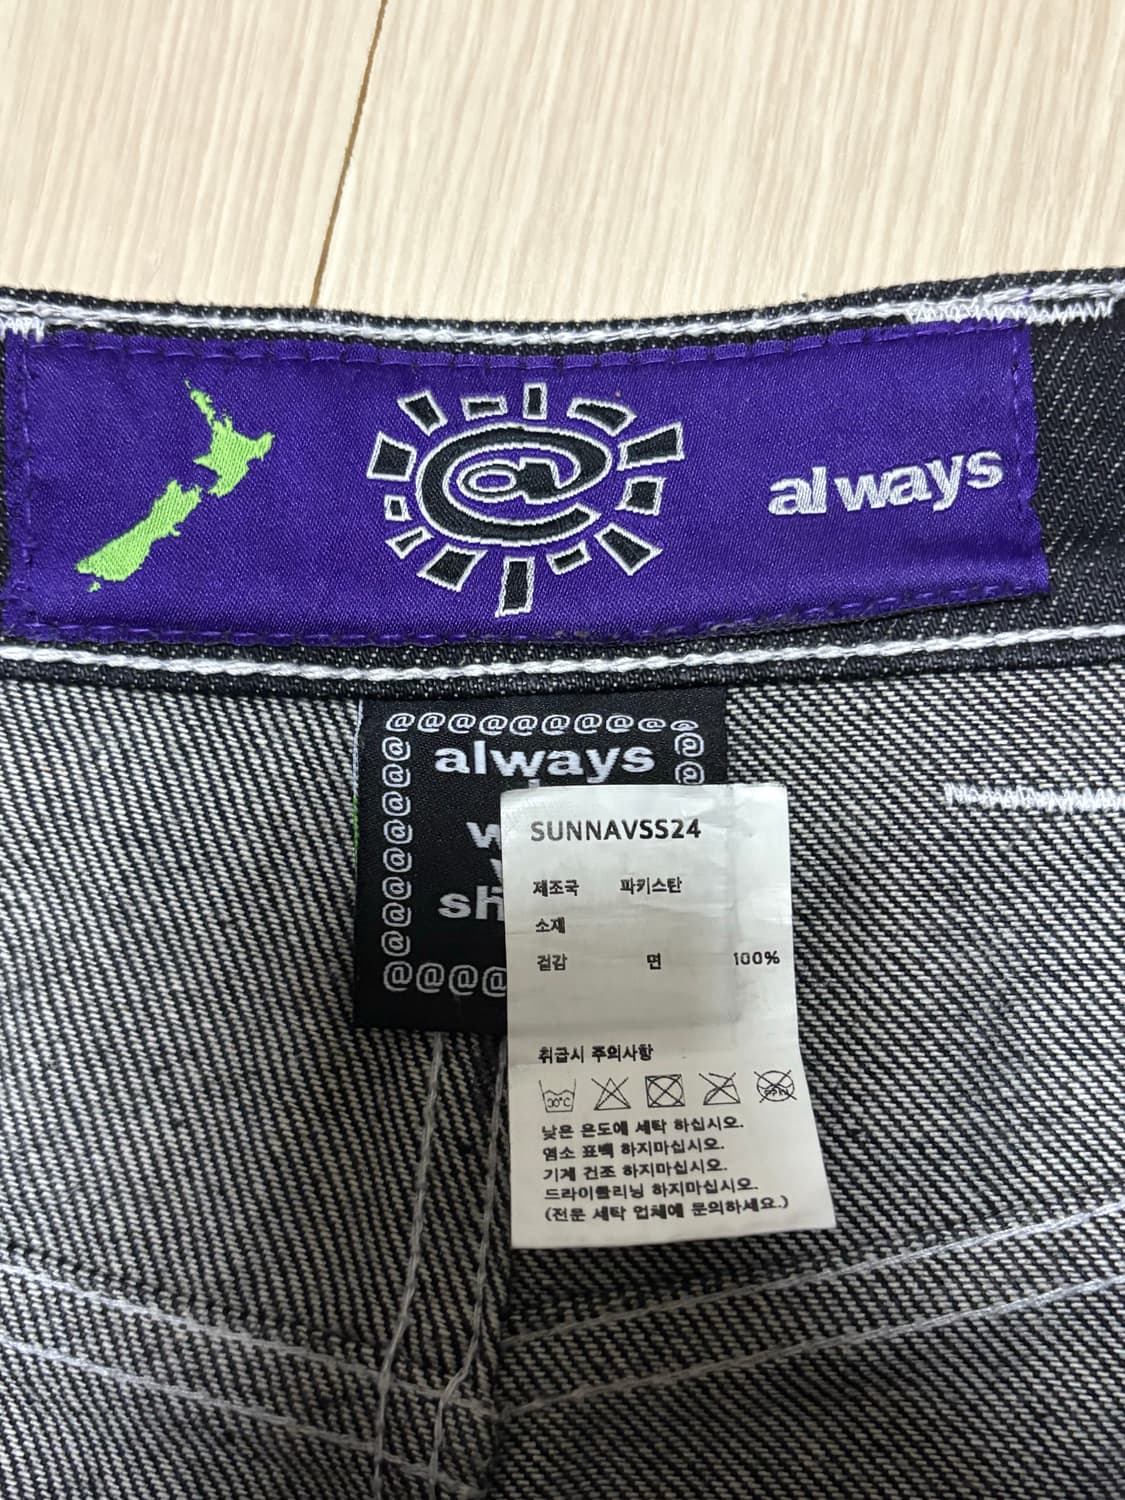 always
@@@@@@@@@@
always
w
sh
@@@@
SUNNAVSS24
제조국 파키스탄
소재
겉감 면 100%
취급시 주의사항
30°C
낮은 온도에 세탁 하십시오.
염소 표백 하지마십시오.
기계 건조 하지마십시오.
드라이클리닝 하지마십시오.
(전문 세탁 업체에 문의하세요.)